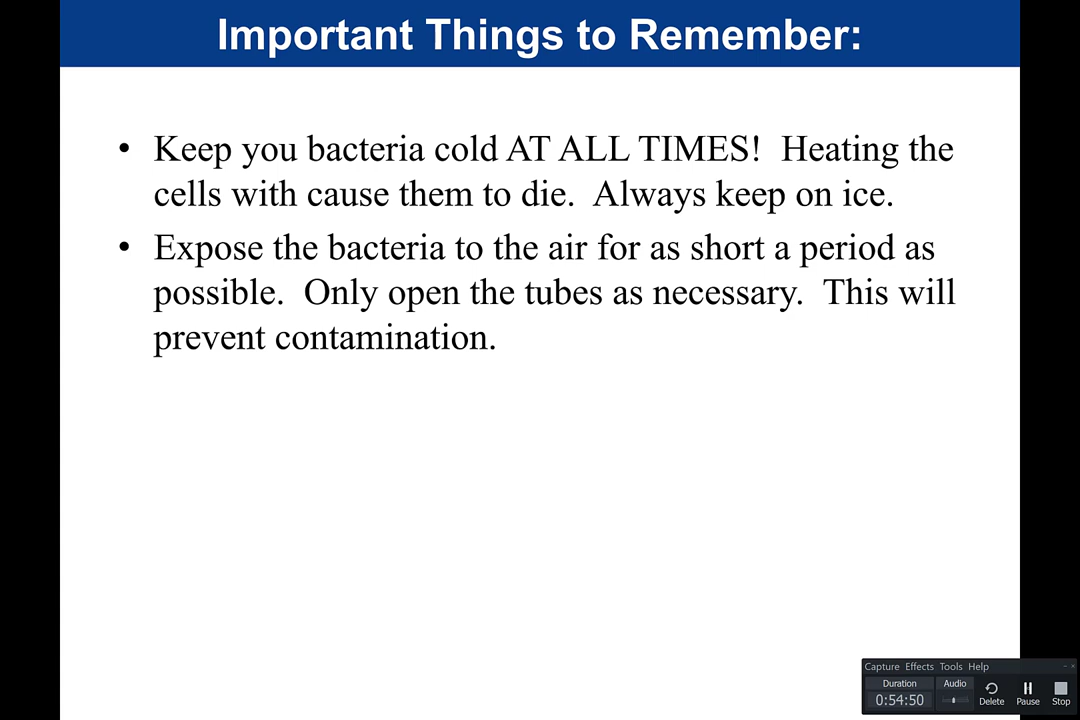 Important Things to Remember:
• Keep you bacteria cold AT ALL TIMES!  Heating the
cells with cause them to die.  Always keep on ice.
• Expose the bacteria to the air for as short a period as
possible.  Only open the tubes as necessary.  This will
prevent contamination.
Capture Effects Tools Help
Duration Audio
0:54:50 Delete Pause Stop